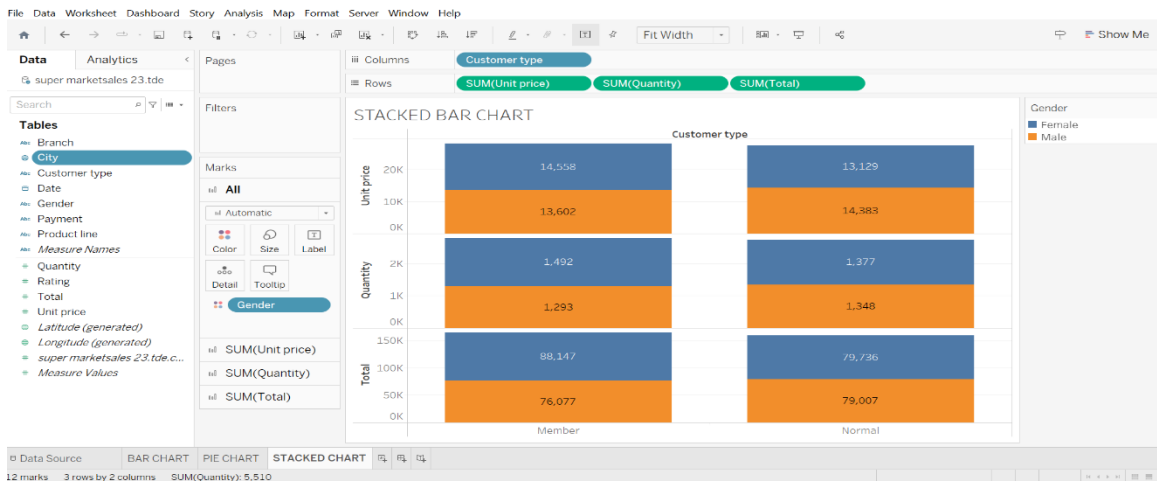 File Data Worksheet Dashboard Story Analysis Map Format Server Window Help
Fit Width
Show Me
Data Analytics
super marketsales 23.tde
Search
Tables
Abc Branch
City
Abc Customer type
Date
Abc Gender
Abc Payment
Abc Product line
Abc Measure Names
Quantity
Rating
Total
Unit price
Latitude (generated)
Longitude (generated)
super marketsales 23.tde.c...
Measure Values
Pages
Filters
Marks
All
Automatic
Color Size Label
Detail Tooltip
Gender
SUM(Unit price)
SUM(Quantity)
SUM(Total)
Columns Customer type
Rows SUM(Unit price) SUM(Quantity) SUM(Total)
STACKED BAR CHART
Customer type
Unit price
20K
10K
0K
14,558 13,129
13,602 14,383
Quantity
2K
1K
0K
1,492 1,377
1,293 1,348
Total
150K
100K
50K
0K
88,147 79,736
76,077 79,007
Member Normal
Gender
Female
Male
Data Source BAR CHART PIE CHART STACKED CHART
12 marks 3 rows by 2 columns SUM(Quantity): 5,510